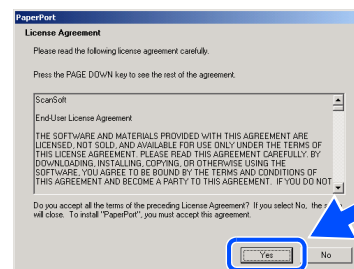 PaperPort
License Agreement
Please read the following license agreement carefully.
Press the PAGE DOWN key to see the rest of the agreement.
ScanSoft
End-User License Agreement
THE SOFTWARE AND MATERIALS PROVIDED WITH THIS AGREEMENT ARE
LICENSED, NOT SOLD, AND AVAILABLE FOR USE ONLY UNDER THE TERMS OF
THIS LICENSE AGREEMENT. PLEASE READ THIS AGREEMENT CAREFULLY. BY
DOWNLOADING, INSTALLING, COPYING, OR OTHERWISE USING THE
SOFTWARE, YOU AGREE TO BE BOUND BY THE TERMS AND CONDITIONS OF
THIS AGREEMENT AND BECOME A PARTY TO THIS AGREEMENT. IF YOU DO NOT
Do you accept all the terms of the preceding License Agreement? If you select No, the
will close. To install "PaperPort", you must accept this agreement.
Yes
No